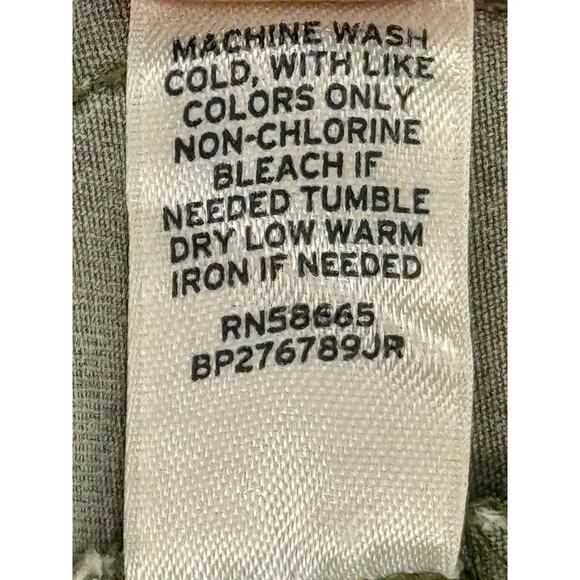 MACHINE WASH
COLD, WITH LIKE
COLORS ONLY
NON-CHLORINE
BLEACH IF
NEEDED TUMBLE
DRY LOW WARM
IRON IF NEEDED
RN58665
BP276789JR